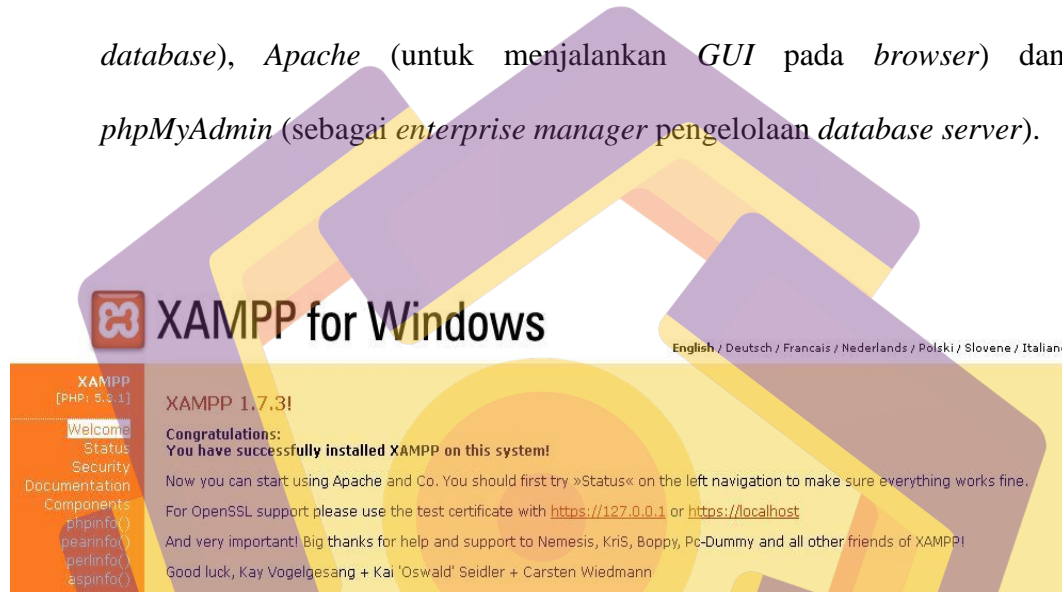 database), Apache (untuk menjalankan GUI pada browser) dan
phpMyAdmin (sebagai enterprise manager pengelolaan database server).
XAMPP for Windows
English / Deutsch / Francais / Nederlands / Polski / Slovene / Italiano
XAMPP
[PHP: 5.3.1]
Welcome
Status
Security
Documentation
Components
phpinfo()
pearinfo()
perlinfo()
aspinfo()
XAMPP 1.7.3!
Congratulations:
You have successfully installed XAMPP on this system!
Now you can start using Apache and Co. You should first try »Status« on the left navigation to make sure everything works fine.
For OpenSSL support please use the test certificate with https://127.0.0.1 or https://localhost
And very important! Big thanks for help and support to Nemesis, KriS, Boppy, Pc-Dummy and all other friends of XAMPP!
Good luck, Kay Vogelgesang + Kai 'Oswald' Seidler + Carsten Wiedmann